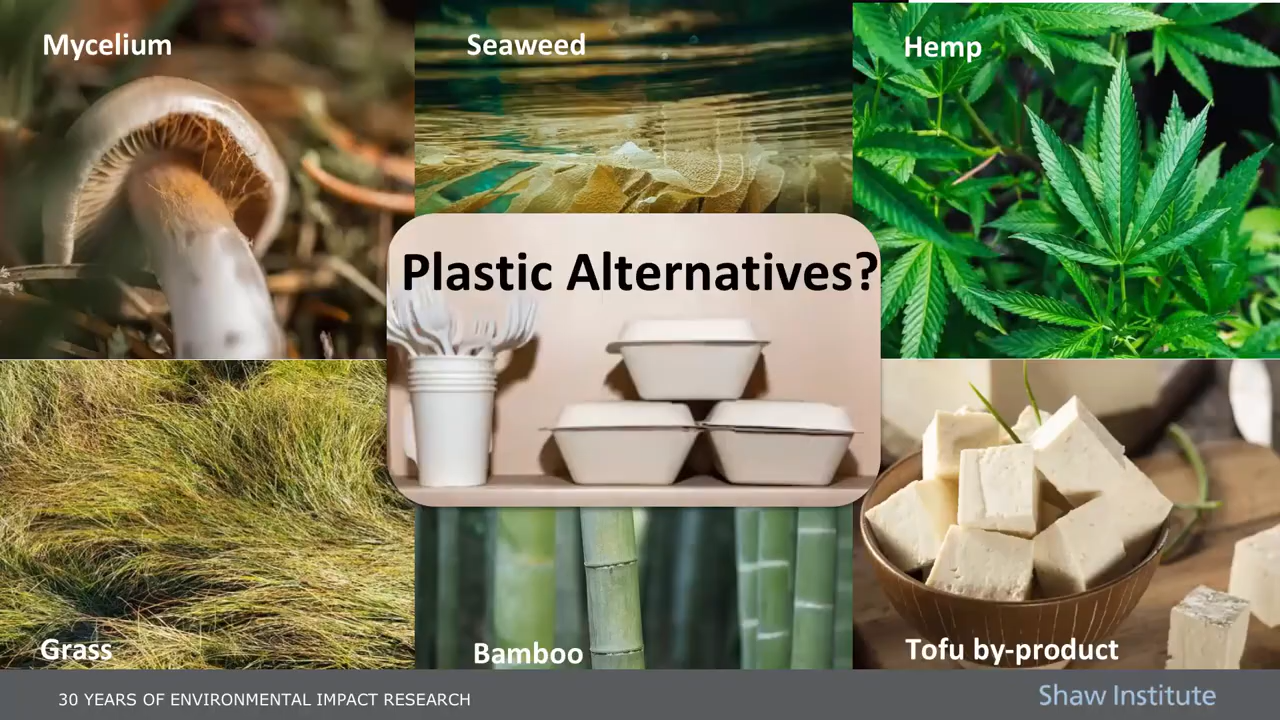 Mycelium
Seaweed
Hemp
Plastic Alternatives?
Grass
Bamboo
Tofu by-product
30 YEARS OF ENVIRONMENTAL IMPACT RESEARCH
Shaw Institute